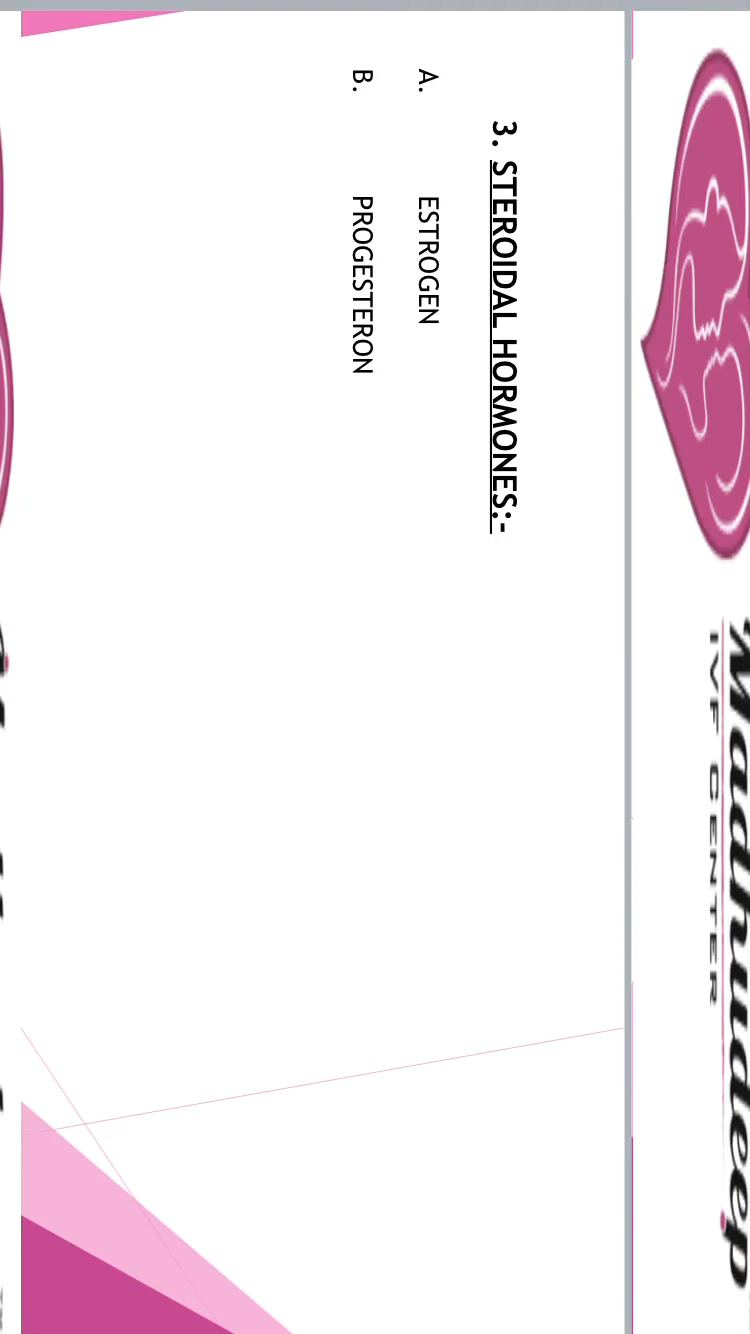 3. STEROIDAL HORMONES:-
A. ESTROGEN
B. PROGESTERON
Madhudeep
IVF CENTER